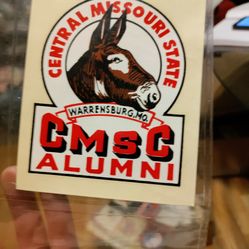 CENTRAL MISSOURI STATE
WARRENSBURG, MO.
CMSC
ALUMNI